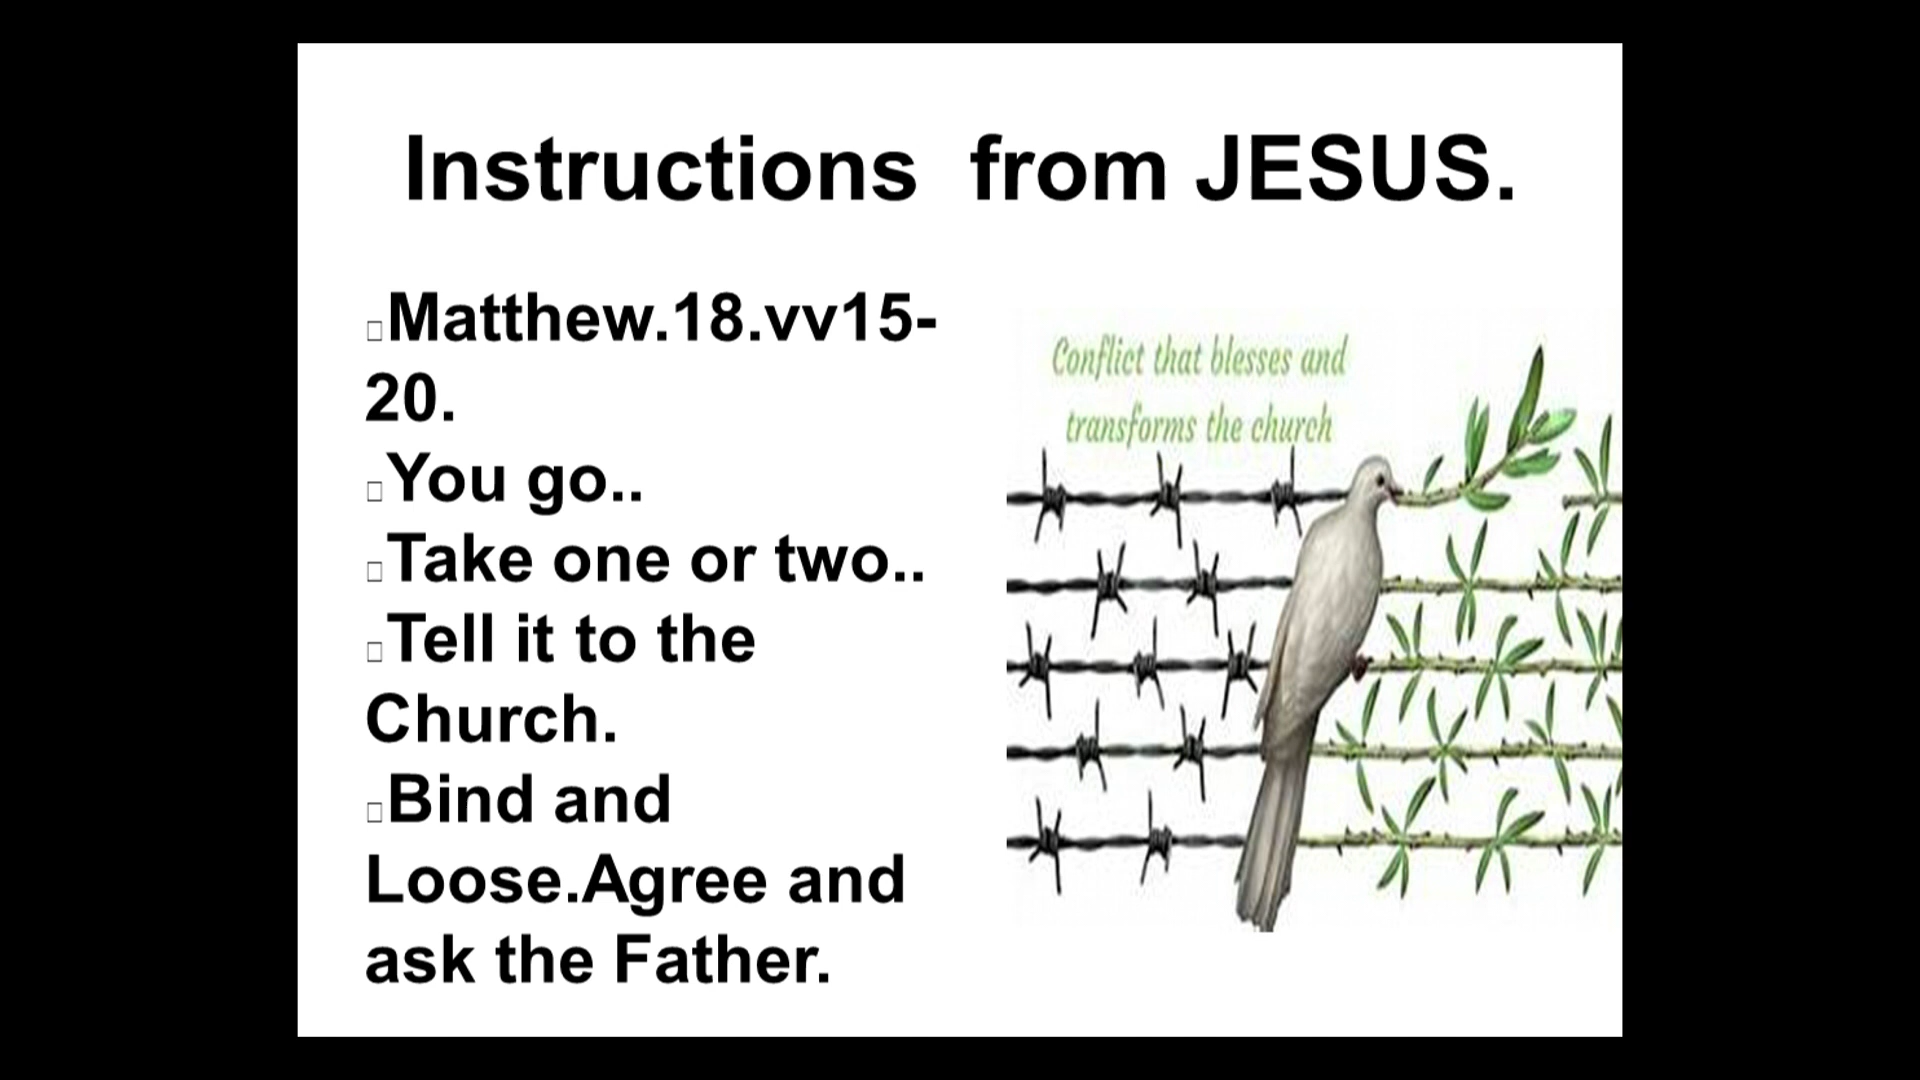 Instructions  from JESUS.
Matthew.18.vv15-
20.
You go..
Take one or two..
Tell it to the
Church.
Bind and
Loose.Agree and
ask the Father.
Conflict that blesses and
transforms the church